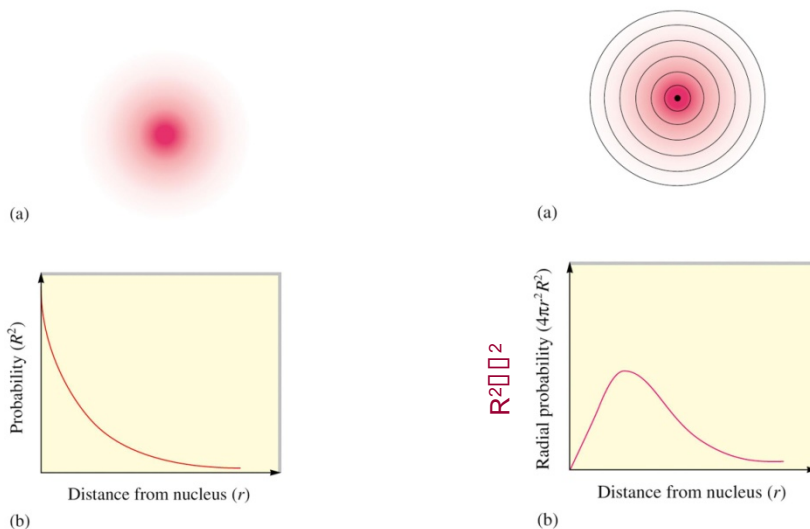 (a)
(a)
Probability (R²)
Distance from nucleus (r)
(b)
R²▯▯²
Radial probability (4πr²R²)
Distance from nucleus (r)
(b)